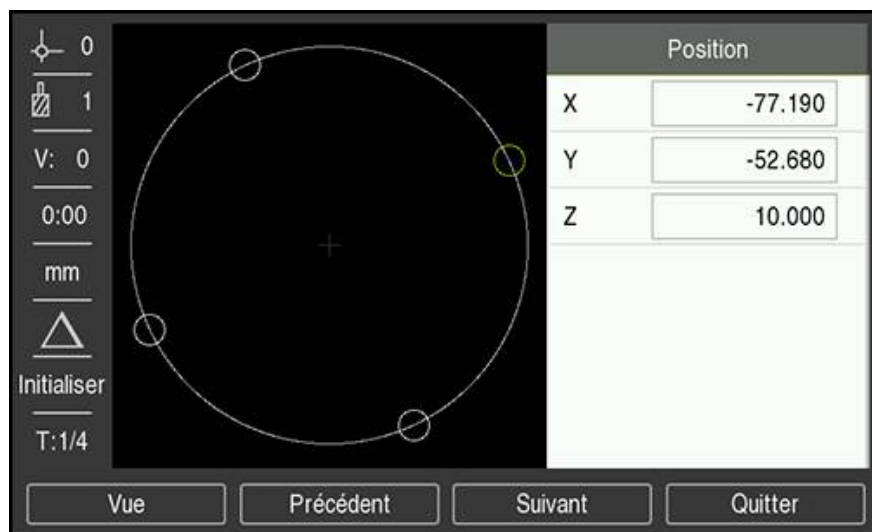 0
1
V: 0
0:00
mm
Initialiser
T:1/4
Position
X -77.190
Y -52.680
Z 10.000
Vue Précédent Suivant Quitter